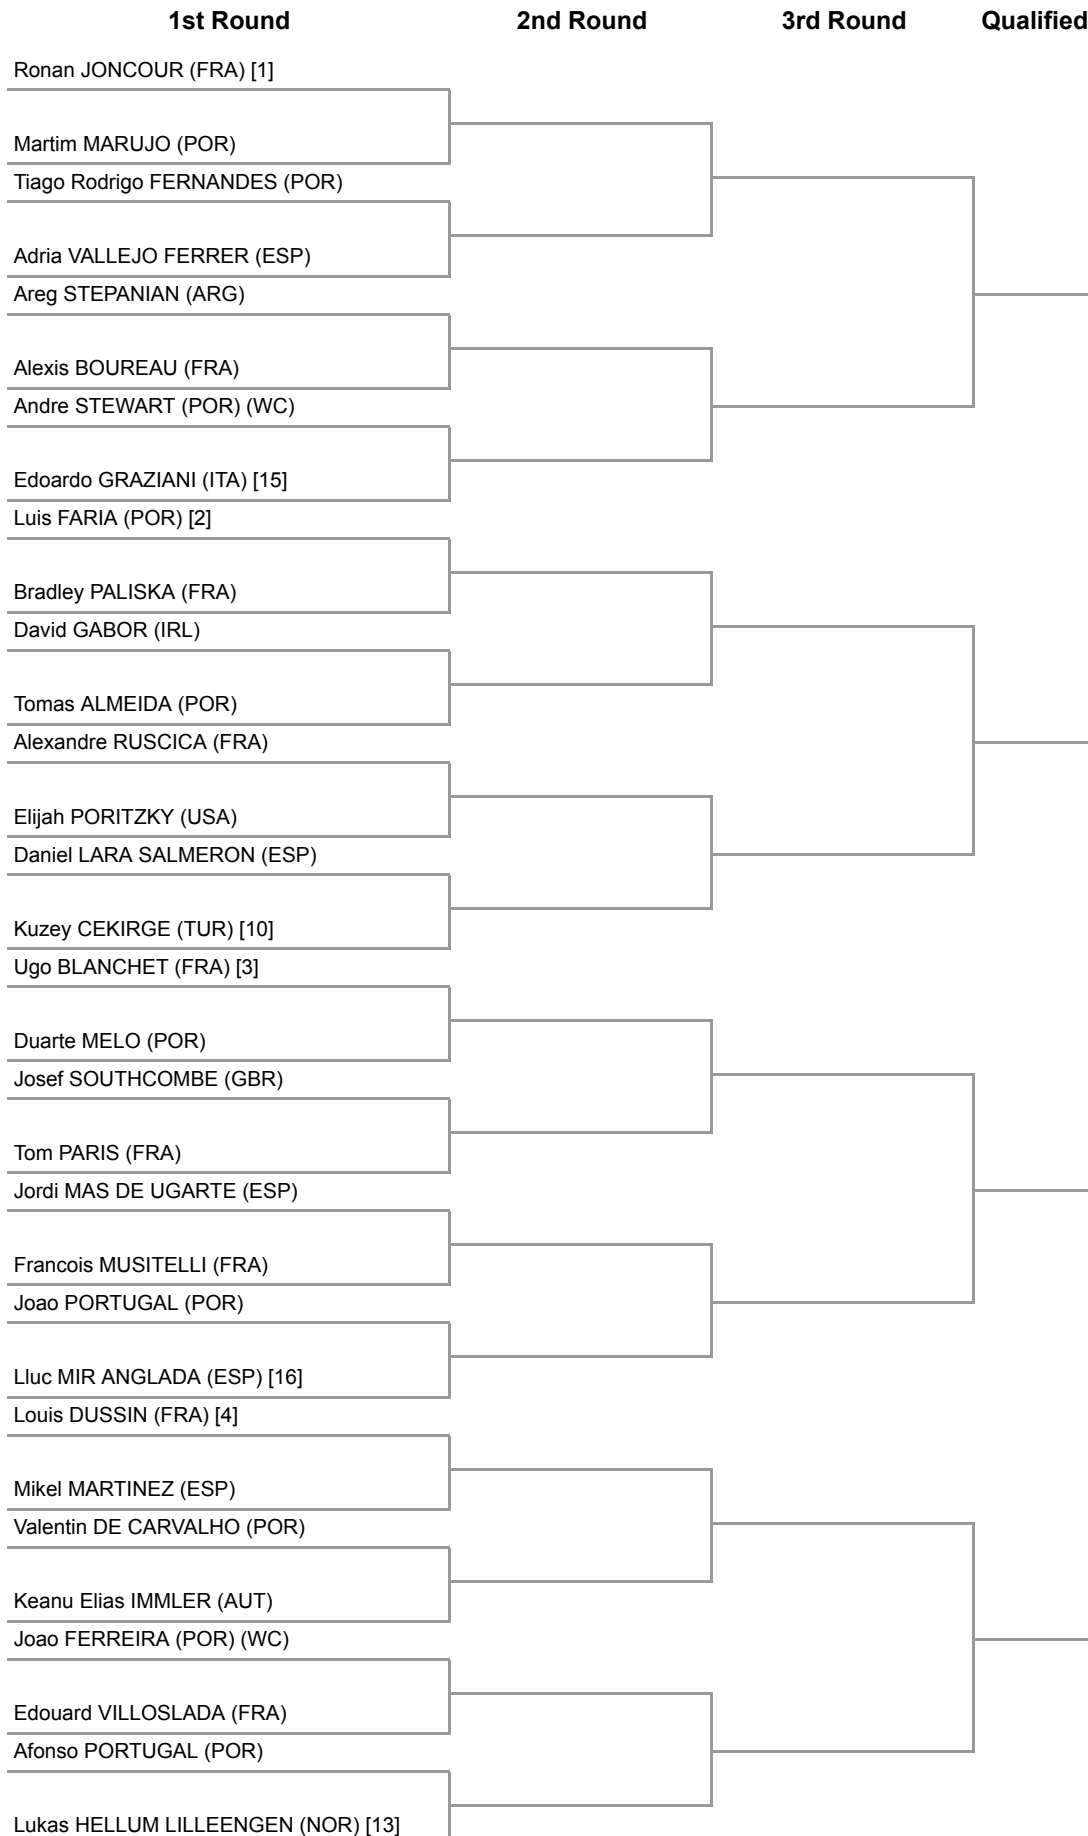 1st Round 2nd Round 3rd Round Qualified
Ronan JONCOUR (FRA) [1]
Martim MARUJO (POR)
Tiago Rodrigo FERNANDES (POR)
Adria VALLEJO FERRER (ESP)
Areg STEPANIAN (ARG)
Alexis BOUREAU (FRA)
Andre STEWART (POR) (WC)
Edoardo GRAZIANI (ITA) [15]
Luis FARIA (POR) [2]
Bradley PALISKA (FRA)
David GABOR (IRL)
Tomas ALMEIDA (POR)
Alexandre RUSCICA (FRA)
Elijah PORITZKY (USA)
Daniel LARA SALMERON (ESP)
Kuzey CEKIRGE (TUR) [10]
Ugo BLANCHET (FRA) [3]
Duarte MELO (POR)
Josef SOUTHCOMBE (GBR)
Tom PARIS (FRA)
Jordi MAS DE UGARTE (ESP)
Francois MUSITELLI (FRA)
Joao PORTUGAL (POR)
Lluc MIR ANGLADA (ESP) [16]
Louis DUSSIN (FRA) [4]
Mikel MARTINEZ (ESP)
Valentin DE CARVALHO (POR)
Keanu Elias IMMLER (AUT)
Joao FERREIRA (POR) (WC)
Edouard VILLOSLADA (FRA)
Afonso PORTUGAL (POR)
Lukas HELLUM LILLEENGEN (NOR) [13]